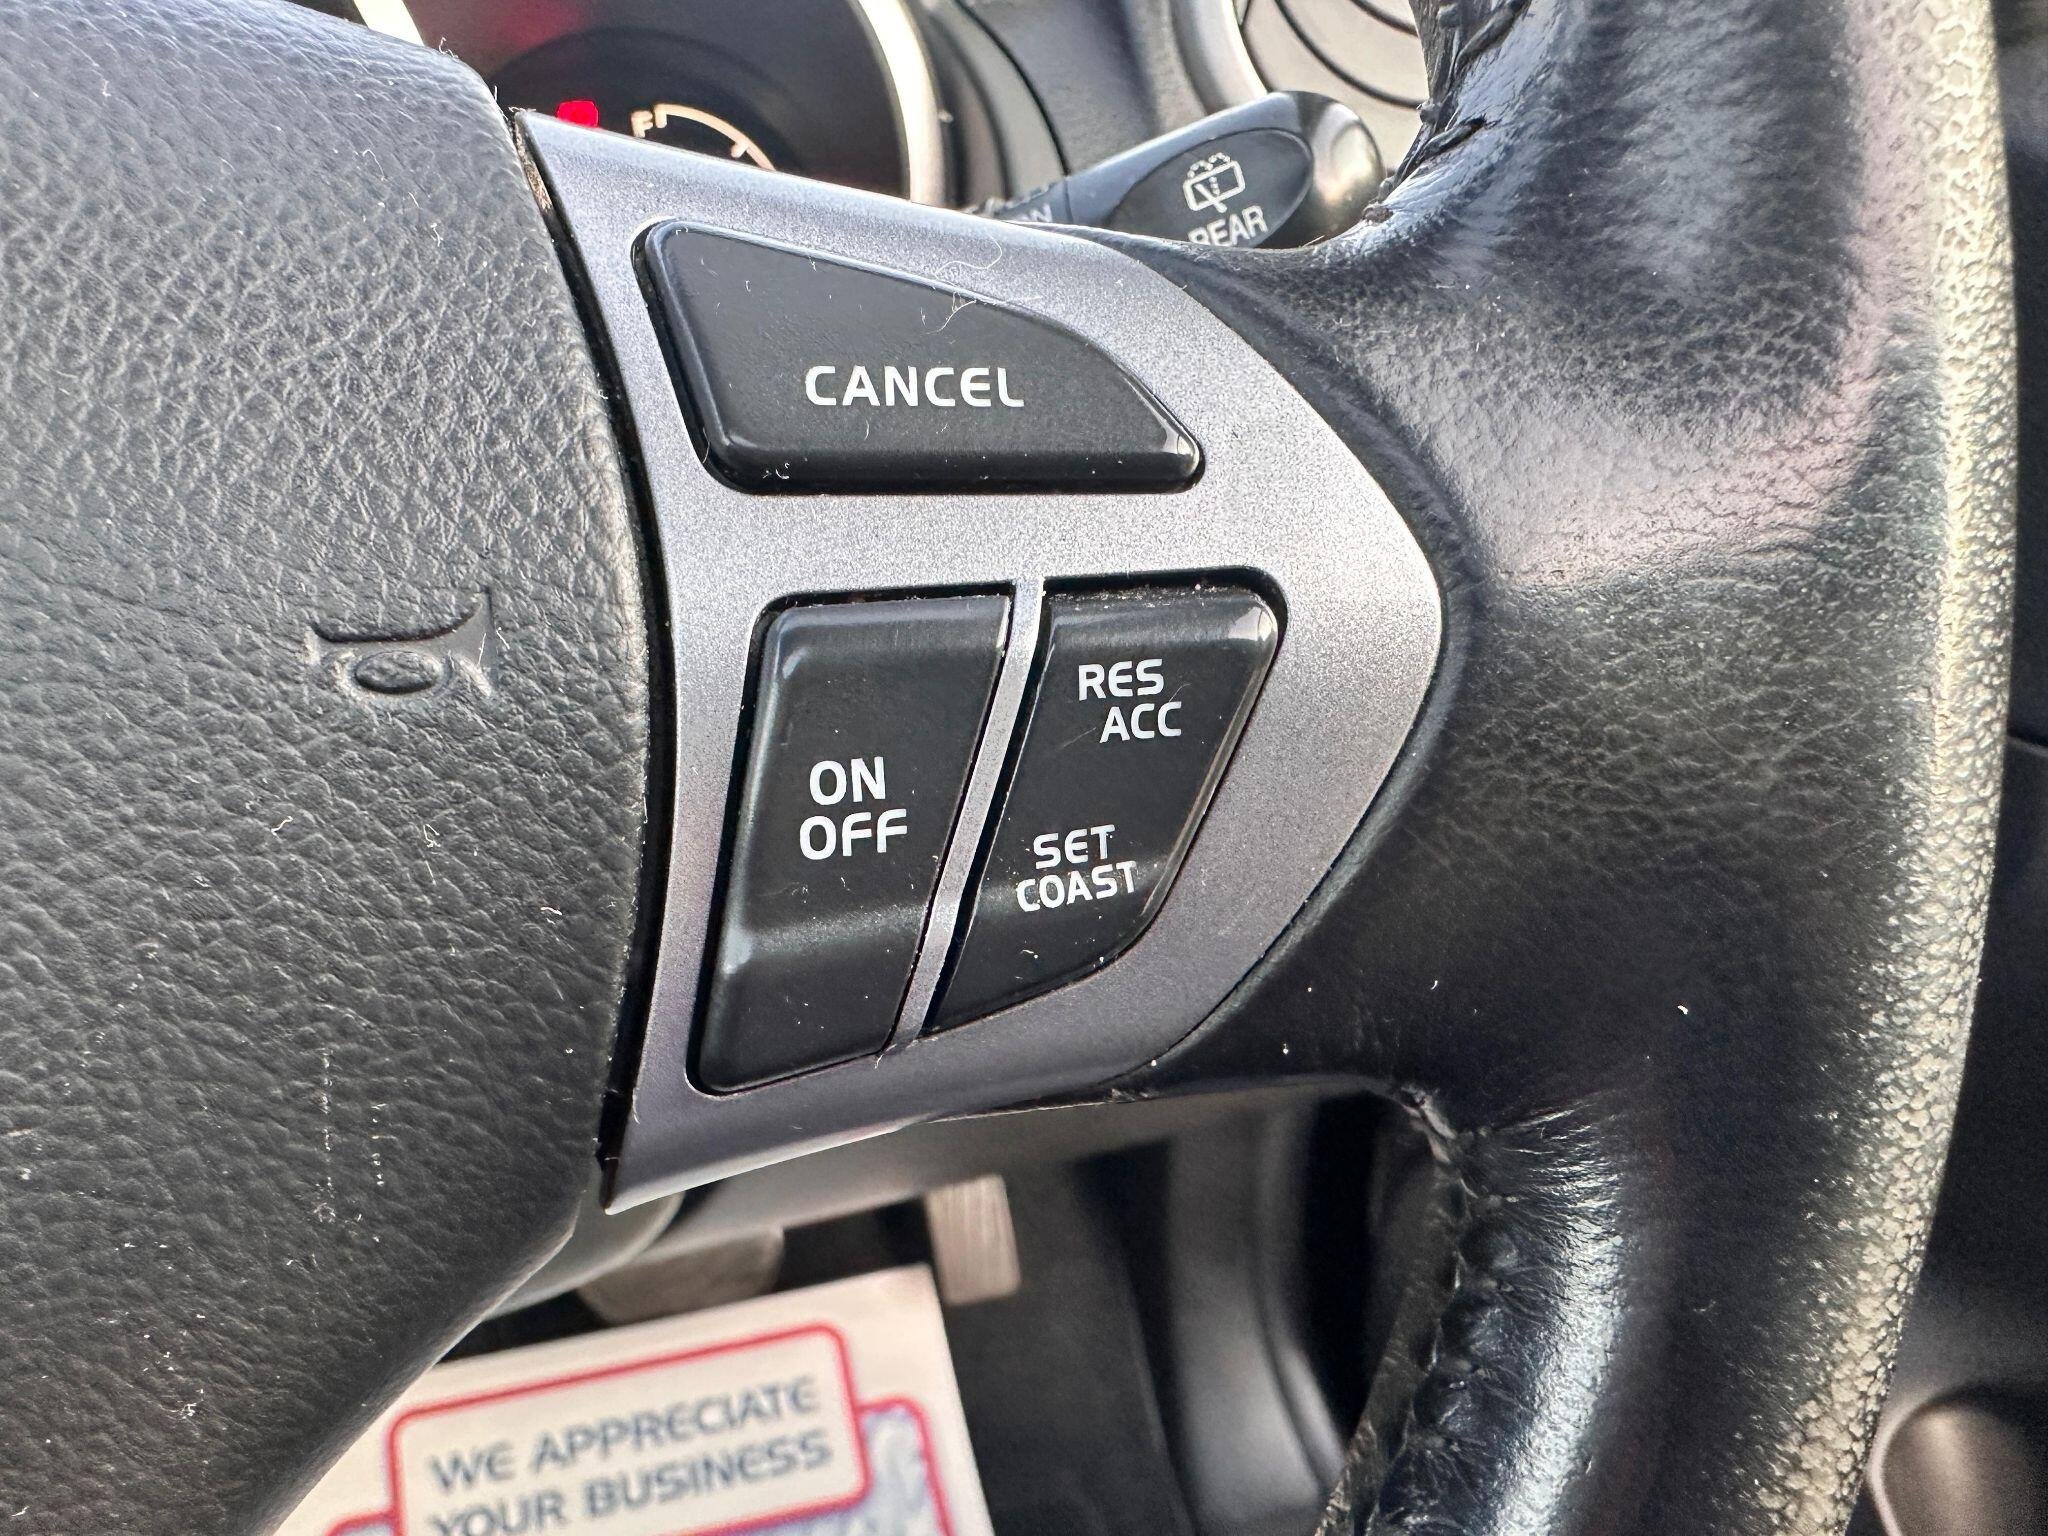 F
REAR
CANCEL
ON
OFF
RES
ACC
SET
COAST
WE APPRECIATE
YOUR BUSINESS